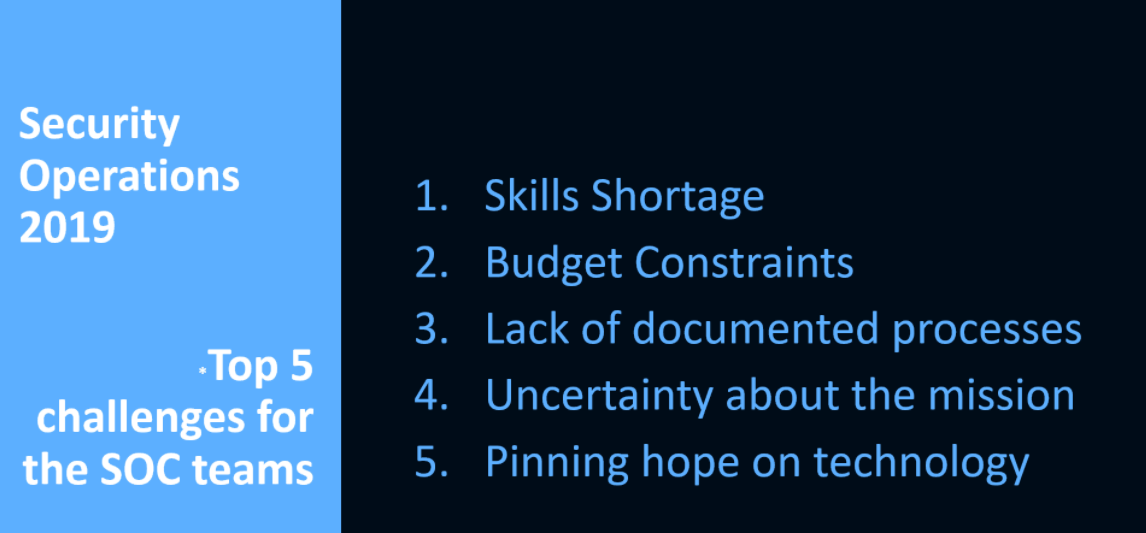 Security
Operations
2019
*Top 5
challenges for
the SOC teams
1. Skills Shortage
2. Budget Constraints
3. Lack of documented processes
4. Uncertainty about the mission
5. Pinning hope on technology